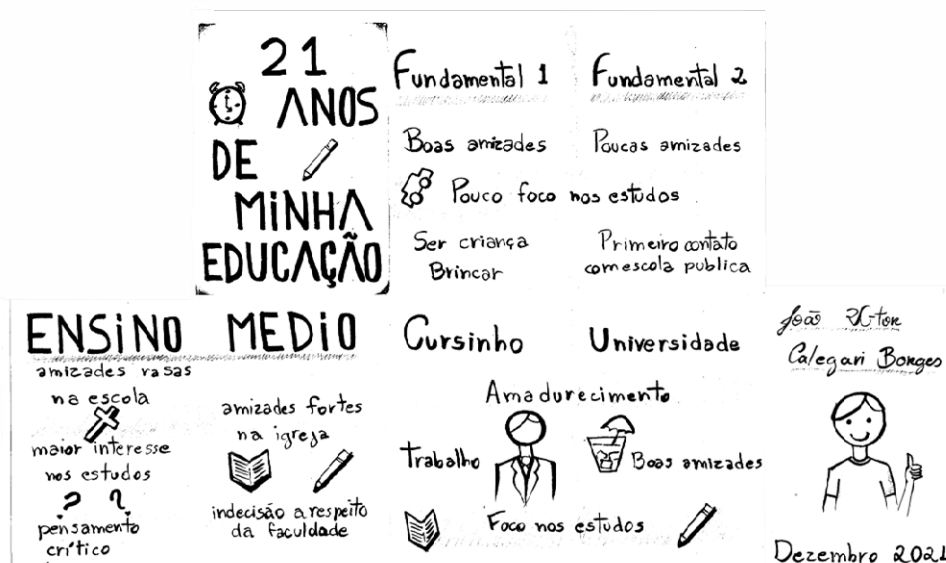 21
ANOS
DE
MINHA
EDUCAÇÃO
Fundamental 1
Boas amizades
Fundamental 2
Poucas amizades
Pouco foco nos estudos
Ser criança
Brincar
Primeiro contato
com escola publica
ENSINO MEDIO
amizades rasas
na escola
maior interesse
nos estudos
pensamento
crítico
amizades fortes
na igreja
indecisão a respeito
da faculdade
Cursinho
Universidade
Amadurecimento
Trabalho
Boas amizades
Foco nos estudos
João
Calegari Borges
Dezembro 2021